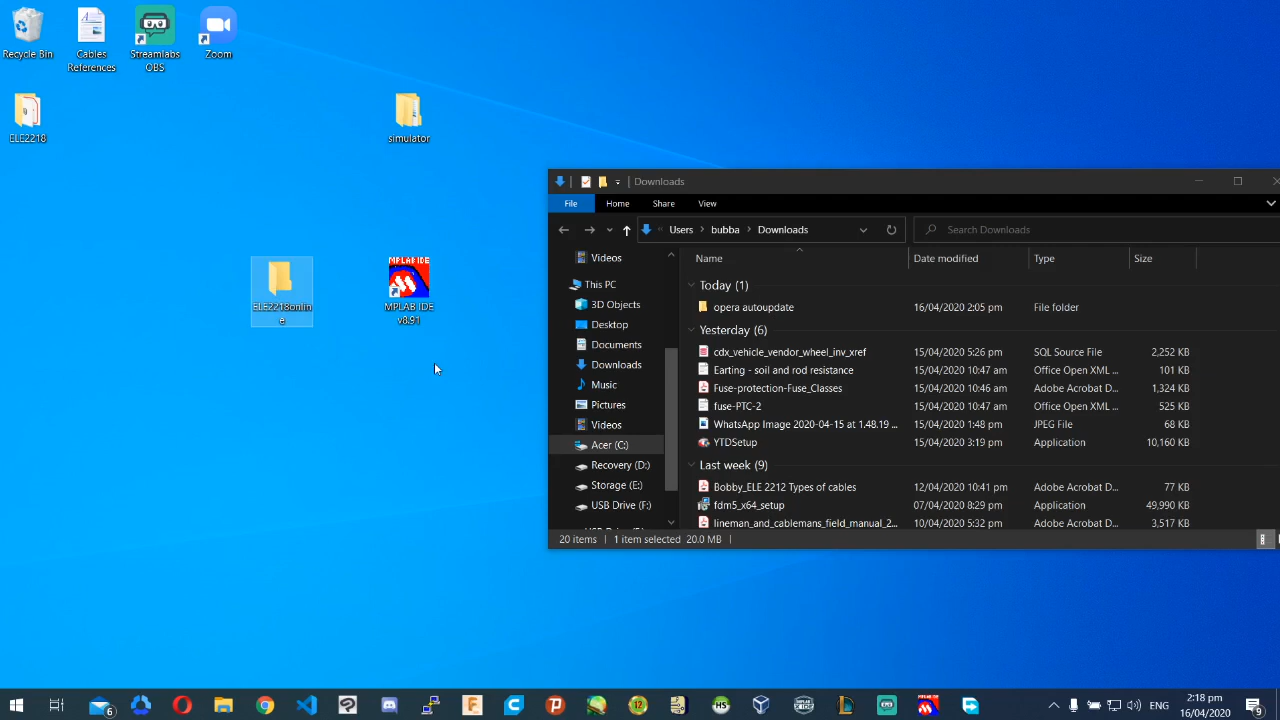 Recycle Bin
Cables
References
Streamlabs
OBS
Zoom
ELE2218
simulator
ELE2218onlin
e
MPLAB IDE
MPLAB IDE
v8.91
Downloads
File
Home
Share
View
Users
bubba
Downloads
Search Downloads
Videos
This PC
3D Objects
Desktop
Documents
Downloads
Music
Pictures
Videos
Acer (C:)
Recovery (D:)
Storage (E:)
USB Drive (F:)
Name
Date modified
Type
Size
Today (1)
opera autoupdate 16/04/2020 2:05 pm File folder
Yesterday (6)
cdx_vehicle_vendor_wheel_inv_xref 15/04/2020 5:26 pm SQL Source File 2,252 KB
Earting - soil and rod resistance 15/04/2020 10:47 am Office Open XML ... 101 KB
Fuse-protection-Fuse_Classes 15/04/2020 10:46 am Adobe Acrobat D... 1,324 KB
fuse-PTC-2 15/04/2020 10:47 am Office Open XML ... 525 KB
WhatsApp Image 2020-04-15 at 1.48.19 ... 15/04/2020 1:48 pm JPEG File 68 KB
YTDSetup 15/04/2020 3:19 pm Application 10,160 KB
Last week (9)
Bobby_ELE 2212 Types of cables 12/04/2020 10:41 pm Adobe Acrobat D... 77 KB
fdm5_x64_setup 07/04/2020 8:29 pm Application 49,990 KB
lineman_and_cablemans_field_manual_2... 10/04/2020 5:32 pm Adobe Acrobat D... 3,517 KB
20 items 1 item selected 20.0 MB
6
12
HS
ENG
2:18 pm
16/04/2020
9